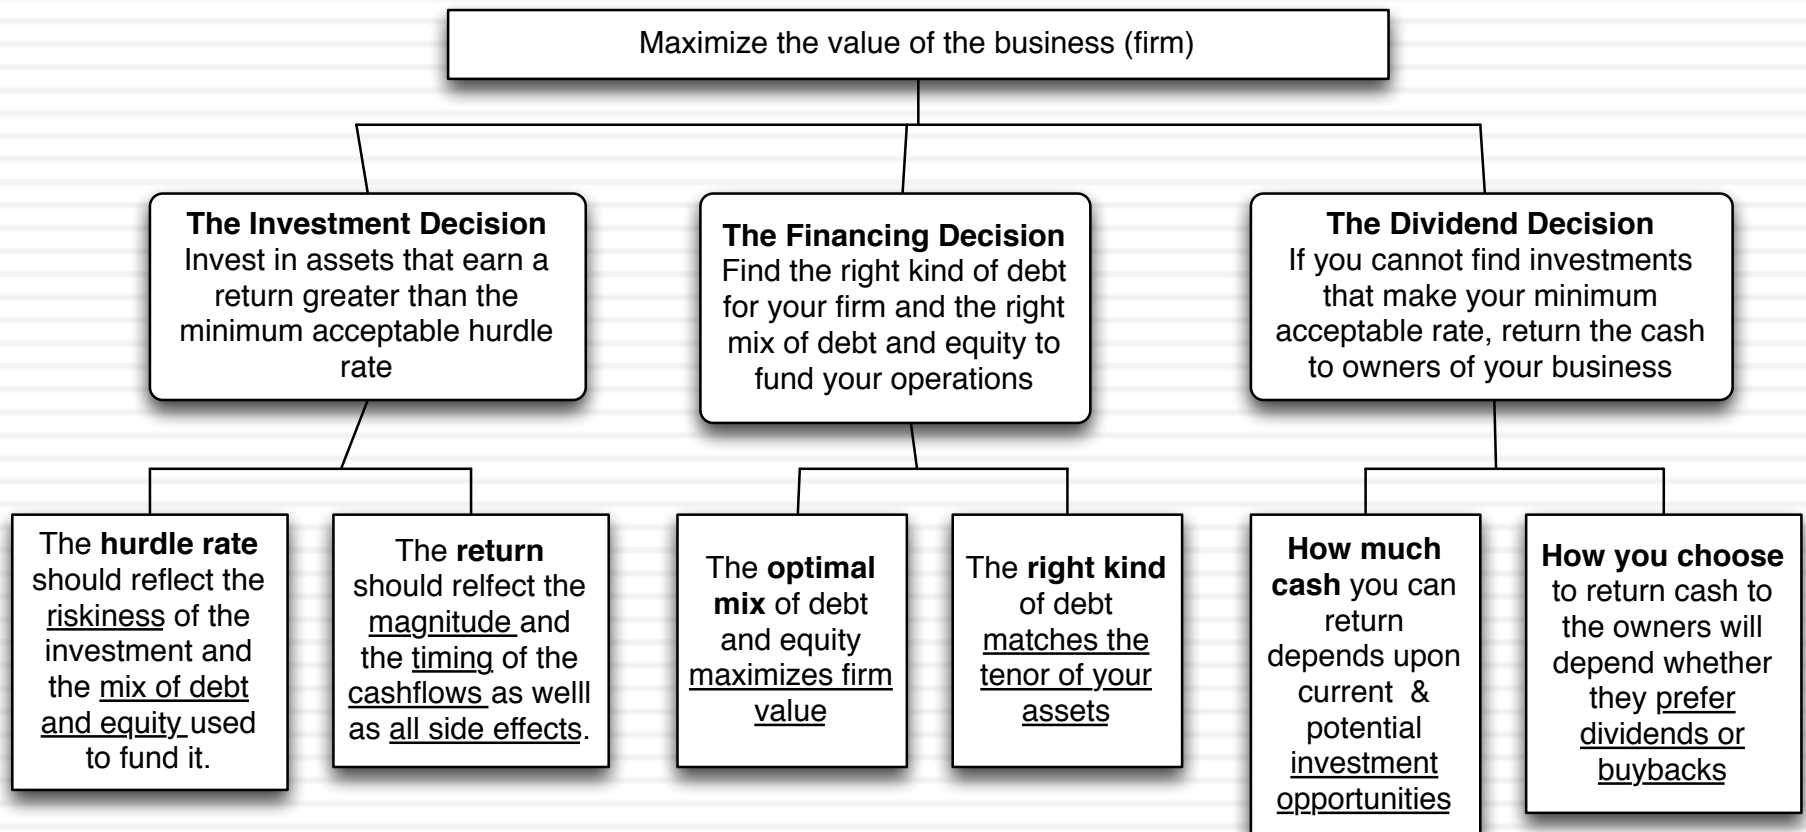 Maximize the value of the business (firm)
The Investment Decision
Invest in assets that earn a
return greater than the
minimum acceptable hurdle
rate
The Financing Decision
Find the right kind of debt
for your firm and the right
mix of debt and equity to
fund your operations
The Dividend Decision
If you cannot find investments
that make your minimum
acceptable rate, return the cash
to owners of your business
The hurdle rate
should reflect the
riskiness of the
investment and
the mix of debt
and equity used
to fund it.
The return
should relfect the
magnitude and
the timing of the
cashflows as welll
as all side effects.
The optimal
mix of debt
and equity
maximizes firm
value
The right kind
of debt
matches the
tenor of your
assets
How much
cash you can
return
depends upon
current &
potential
investment
opportunities
How you choose
to return cash to
the owners will
depend whether
they prefer
dividends or
buybacks